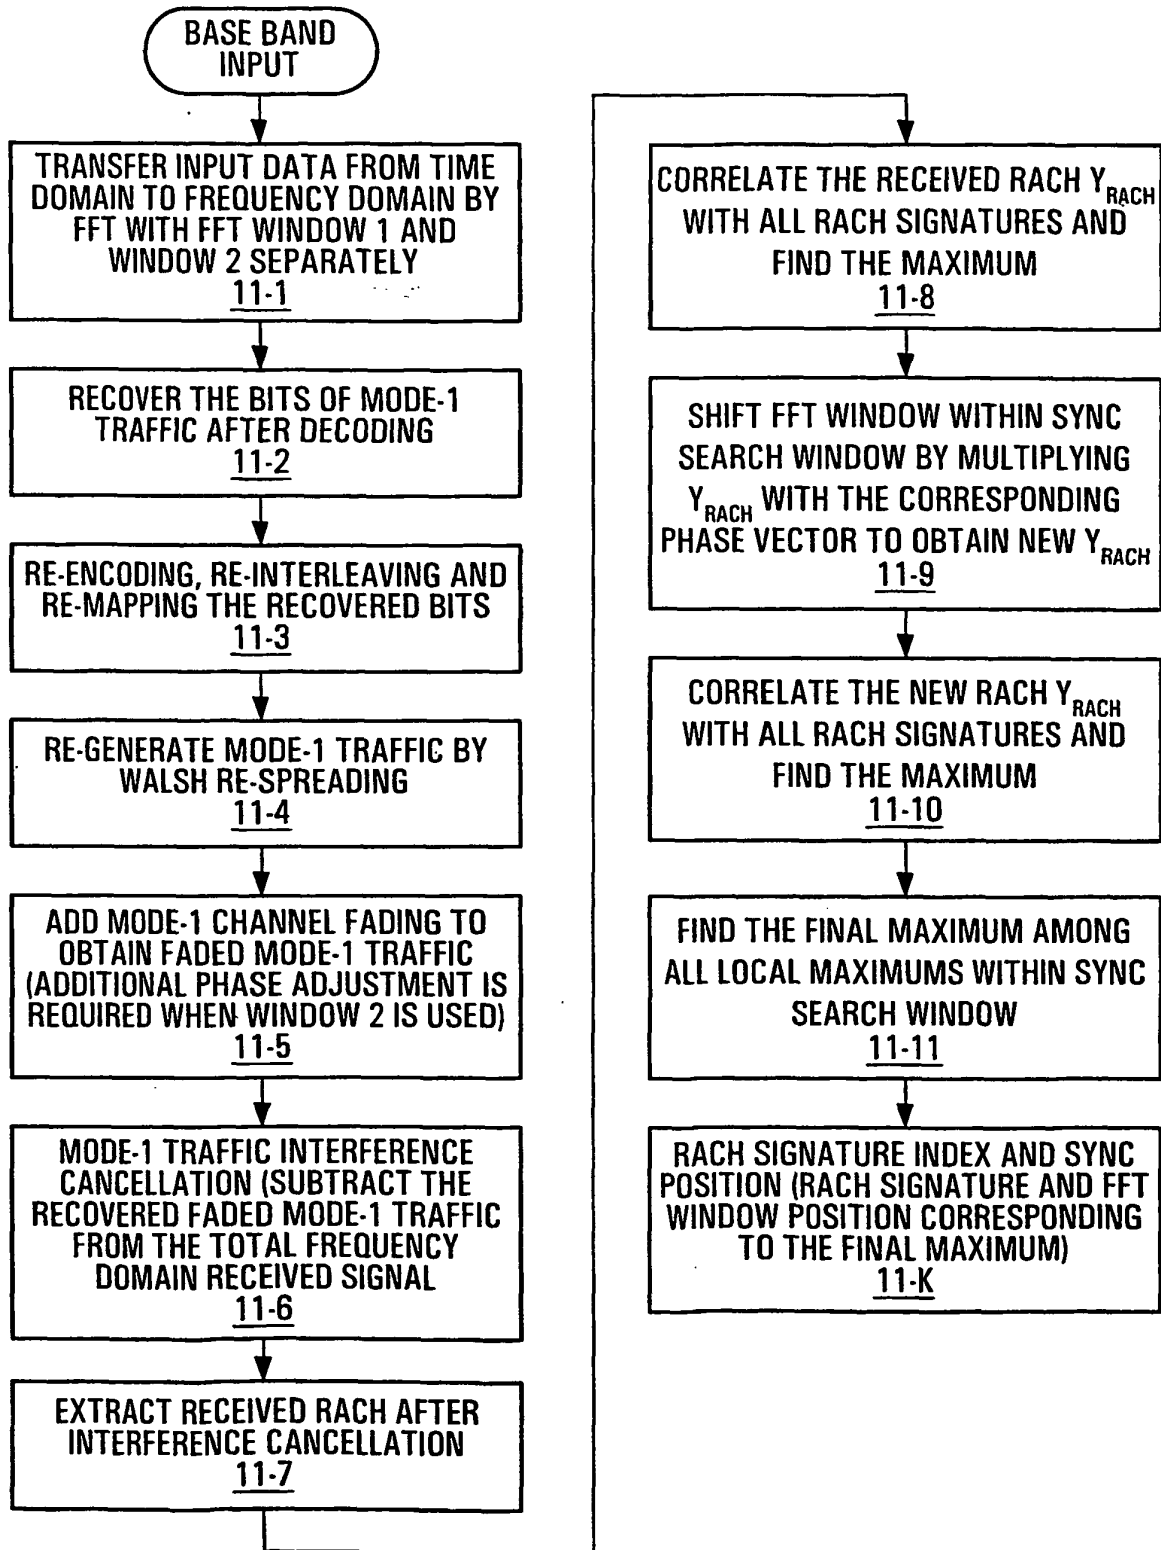 BASE BAND
INPUT
TRANSFER INPUT DATA FROM TIME
DOMAIN TO FREQUENCY DOMAIN BY
FFT WITH FFT WINDOW 1 AND
WINDOW 2 SEPARATELY
11-1
RECOVER THE BITS OF MODE-1
TRAFFIC AFTER DECODING
11-2
RE-ENCODING, RE-INTERLEAVING AND
RE-MAPPING THE RECOVERED BITS
11-3
RE-GENERATE MODE-1 TRAFFIC BY
WALSH RE-SPREADING
11-4
ADD MODE-1 CHANNEL FADING TO
OBTAIN FADED MODE-1 TRAFFIC
(ADDITIONAL PHASE ADJUSTMENT IS
REQUIRED WHEN WINDOW 2 IS USED)
11-5
MODE-1 TRAFFIC INTERFERENCE
CANCELLATION (SUBTRACT THE
RECOVERED FADED MODE-1 TRAFFIC
FROM THE TOTAL FREQUENCY
DOMAIN RECEIVED SIGNAL
11-6
EXTRACT RECEIVED RACH AFTER
INTERFERENCE CANCELLATION
11-7
CORRELATE THE RECEIVED RACH Y_RACH
WITH ALL RACH SIGNATURES AND
FIND THE MAXIMUM
11-8
SHIFT FFT WINDOW WITHIN SYNC
SEARCH WINDOW BY MULTIPLYING
Y_RACH WITH THE CORRESPONDING
PHASE VECTOR TO OBTAIN NEW Y_RACH
11-9
CORRELATE THE NEW RACH Y_RACH
WITH ALL RACH SIGNATURES AND
FIND THE MAXIMUM
11-10
FIND THE FINAL MAXIMUM AMONG
ALL LOCAL MAXIMUMS WITHIN SYNC
SEARCH WINDOW
11-11
RACH SIGNATURE INDEX AND SYNC
POSITION (RACH SIGNATURE AND FFT
WINDOW POSITION CORRESPONDING
TO THE FINAL MAXIMUM)
11-K